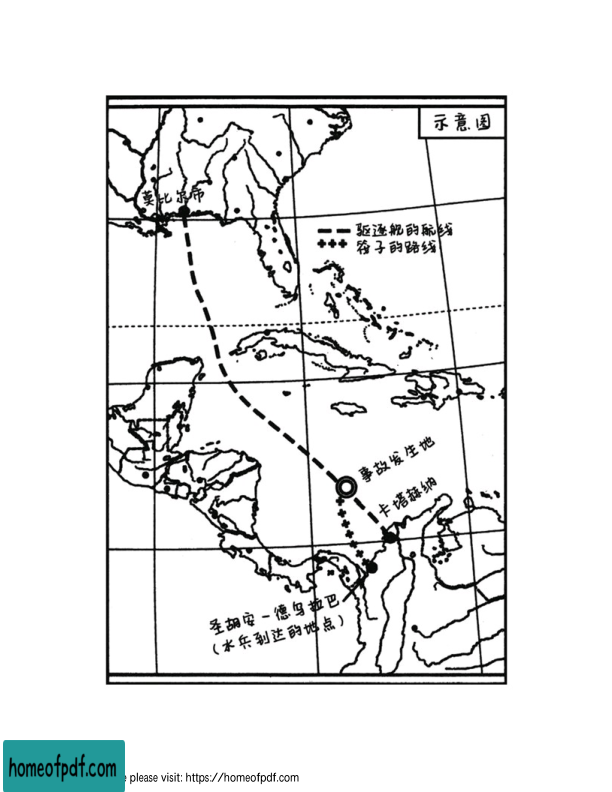 示意图
莫比尔市
驱逐舰的航线
筏子的路线
事故发生地
卡塔赫纳
圣胡安-德乌拉巴
(水兵到达的地点)
homeofpdf.com
e please visit: https://homeofpdf.com